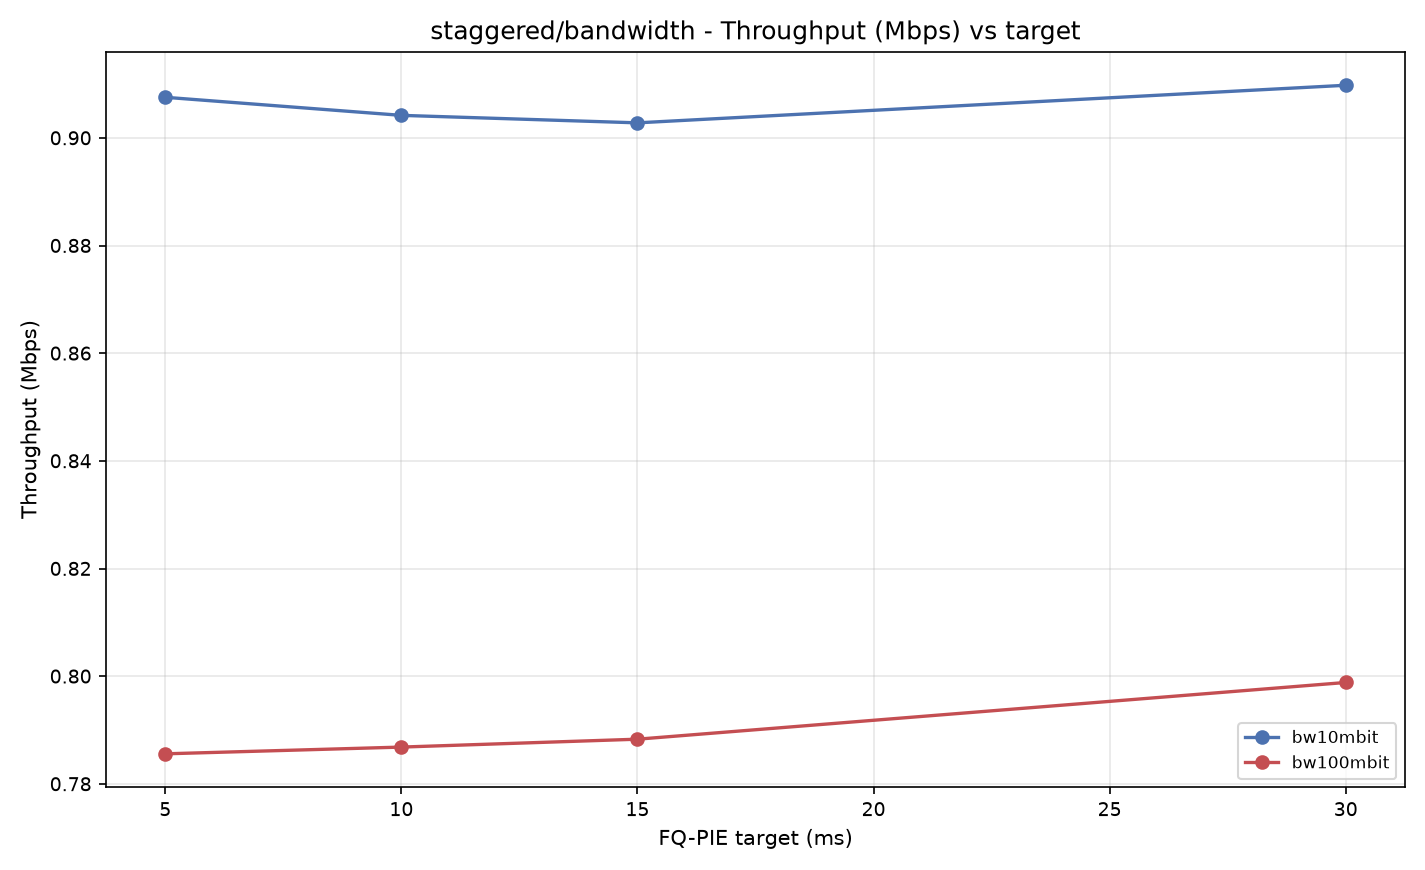 staggered/bandwidth - Throughput (Mbps) vs target
Throughput (Mbps)
0.90
0.88
0.86
0.84
0.82
0.80
0.78
5 10 15 20 25 30
FQ-PIE target (ms)
bw10mbit
bw100mbit